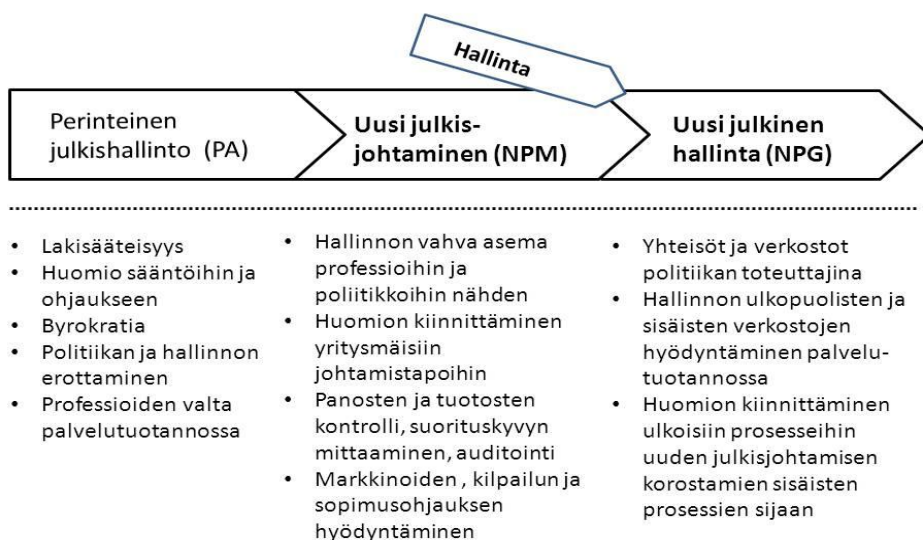 Hallinta
Perinteinen
julkishallinto (PA)
Uusi julkis-
johtaminen (NPM)
Uusi julkinen
hallinta (NPG)
• Lakisääteisyys
• Huomio sääntöihin ja
ohjaukseen
• Byrokratia
• Politiikan ja hallinnon
erottaminen
• Professioiden valta
palvelutuotannossa
• Hallinnon vahva asema
professioihin ja
poliitikkoihin nähden
• Huomion kiinnittäminen
yritysmäisiin
johtamistapoihin
• Panosten ja tuotosten
kontrolli, suorituskyvyn
mittaaminen, auditointi
• Markkinoiden , kilpailun ja
sopimusohjauksen
hyödyntäminen
• Yhteisöt ja verkostot
politiikan toteuttajina
• Hallinnon ulkopuolisten ja
sisäisten verkostojen
hyödyntäminen palvelu-
tuotannossa
• Huomion kiinnittäminen
ulkoisiin prosesseihin
uuden julkisjohtamisen
korostamien sisäisten
prosessien sijaan